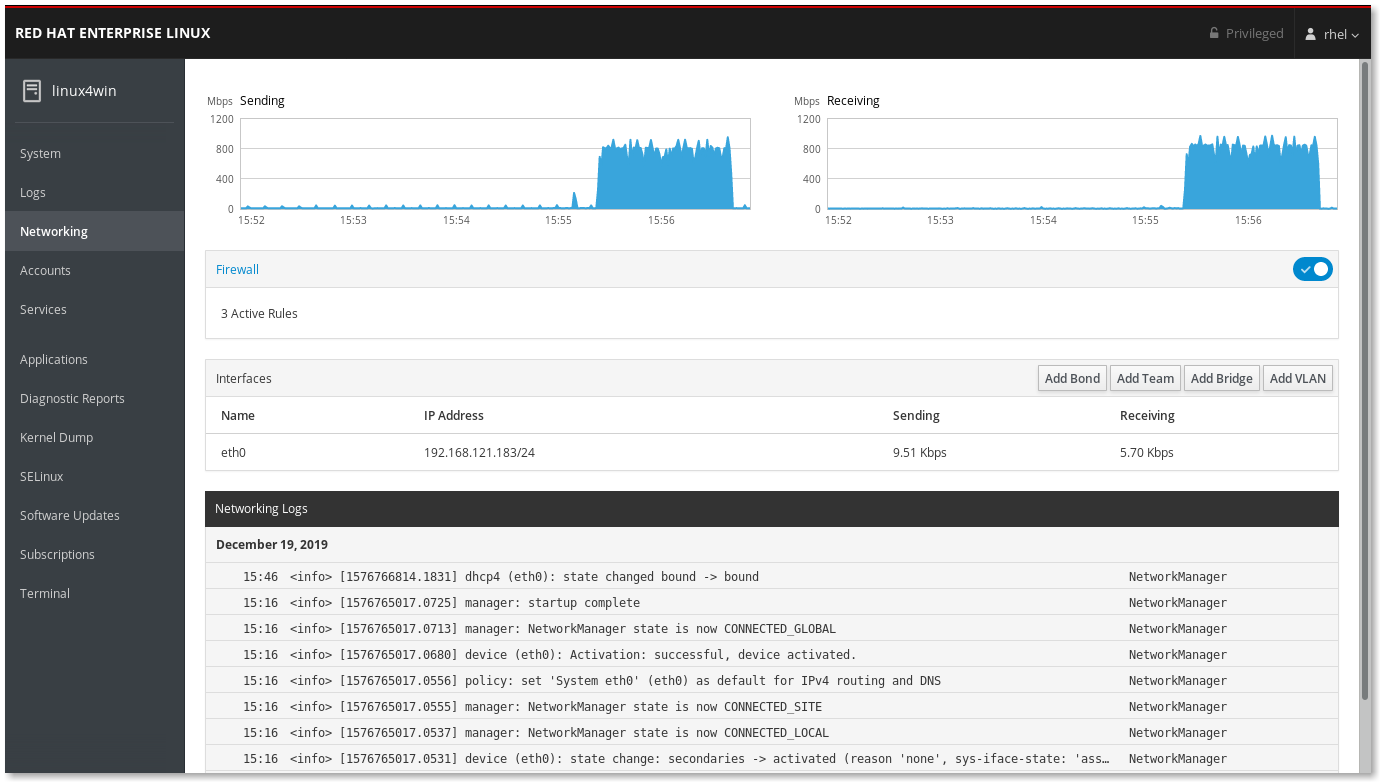 RED HAT ENTERPRISE LINUX
Privileged
rhel
linux4win
System
Logs
Networking
Accounts
Services
Applications
Diagnostic Reports
Kernel Dump
SELinux
Software Updates
Subscriptions
Terminal
Mbps Sending
1200
800
400
0
15:52 15:53 15:54 15:55 15:56
Mbps Receiving
1200
800
400
0
15:52 15:53 15:54 15:55 15:56
Firewall
3 Active Rules
Interfaces Add Bond Add Team Add Bridge Add VLAN
Name IP Address Sending Receiving
eth0 192.168.121.183/24 9.51 Kbps 5.70 Kbps
Networking Logs
December 19, 2019
15:46 <info> [1576766814.1831] dhcp4 (eth0): state changed bound -> bound NetworkManager
15:16 <info> [1576765017.0725] manager: startup complete NetworkManager
15:16 <info> [1576765017.0713] manager: NetworkManager state is now CONNECTED_GLOBAL NetworkManager
15:16 <info> [1576765017.0680] device (eth0): Activation: successful, device activated. NetworkManager
15:16 <info> [1576765017.0556] policy: set 'System eth0' (eth0) as default for IPv4 routing and DNS NetworkManager
15:16 <info> [1576765017.0555] manager: NetworkManager state is now CONNECTED_SITE NetworkManager
15:16 <info> [1576765017.0537] manager: NetworkManager state is now CONNECTED_LOCAL NetworkManager
15:16 <info> [1576765017.0531] device (eth0): state change: secondaries -> activated (reason 'none', sys-iface-state: 'ass… NetworkManager